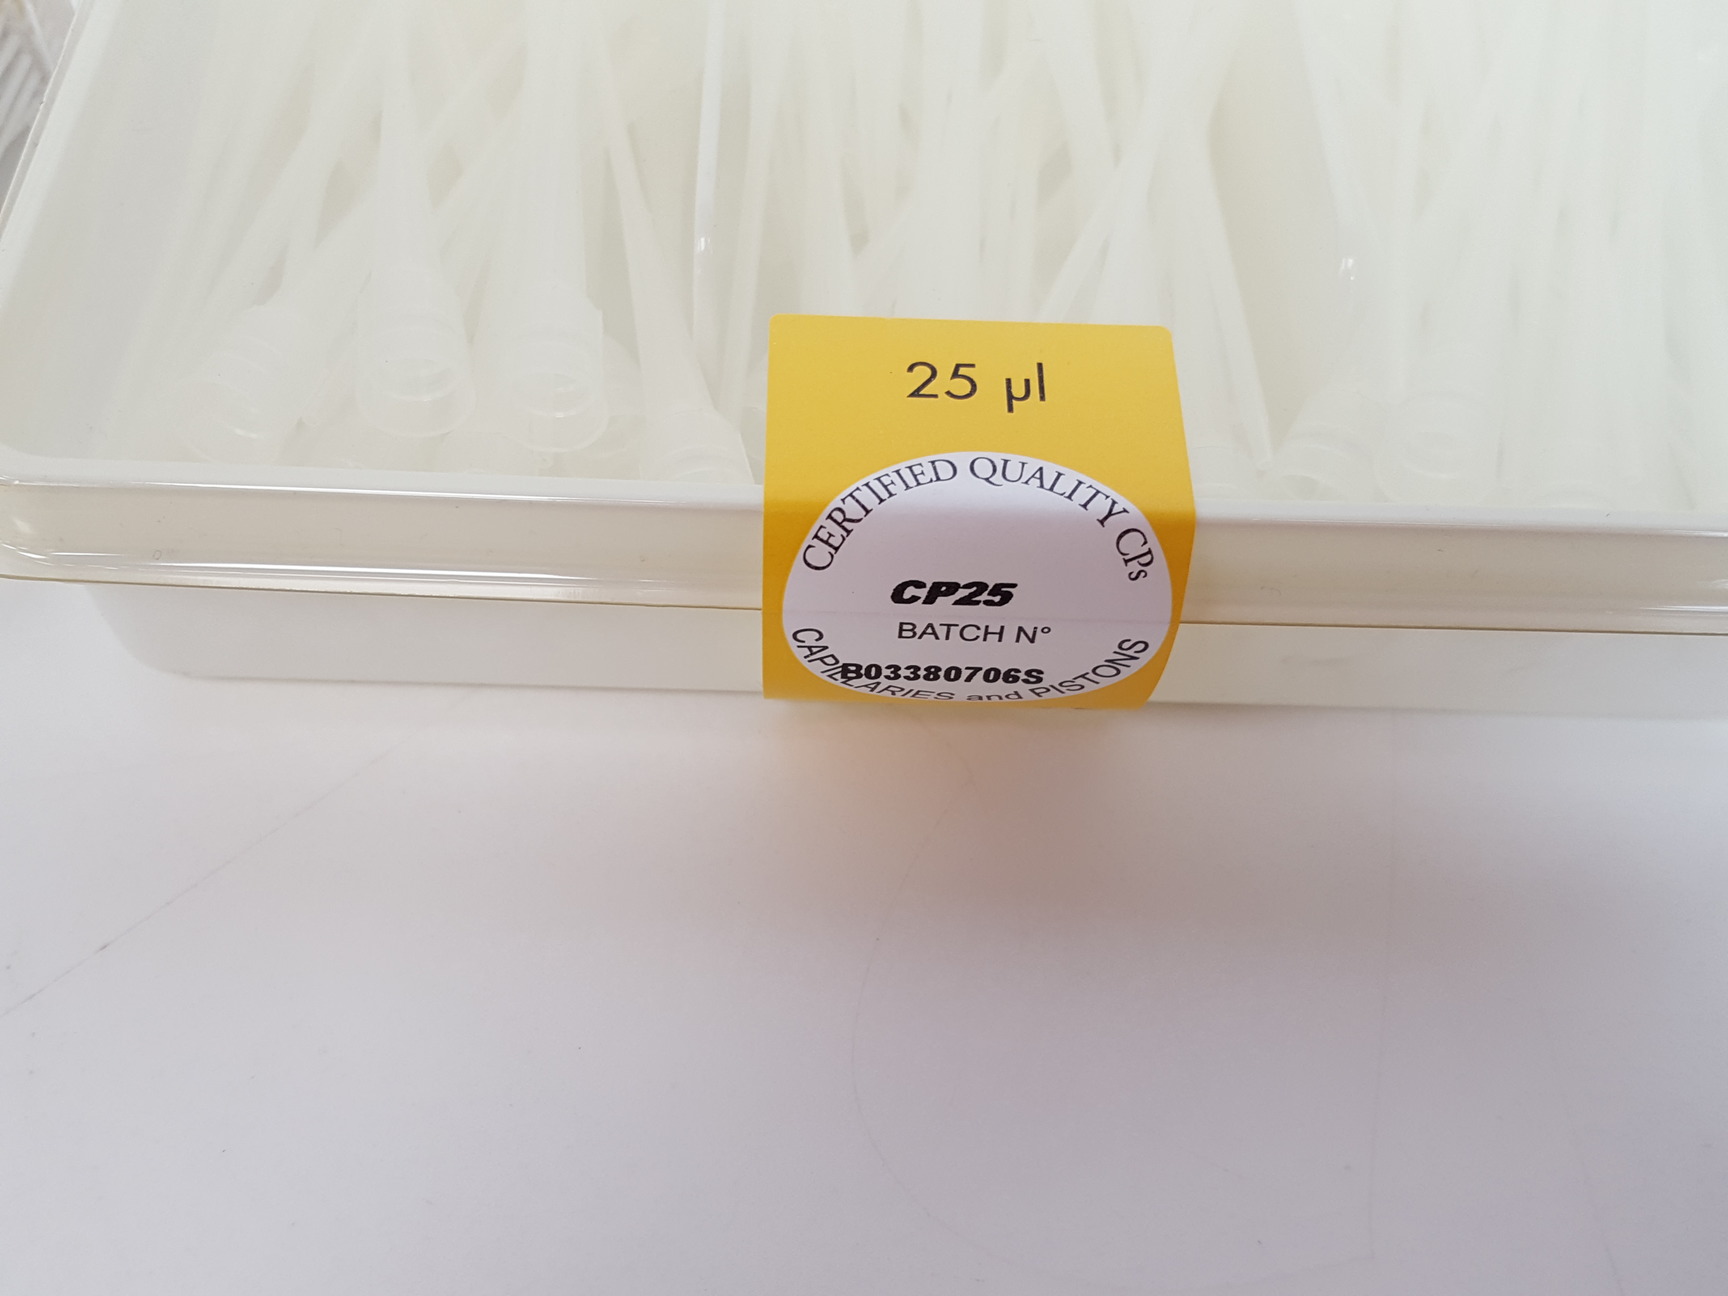 25 µl
CERTIFIED QUALITY CPs
CP25
BATCH N°
B03380706S
CAPILLARIES and PISTONS